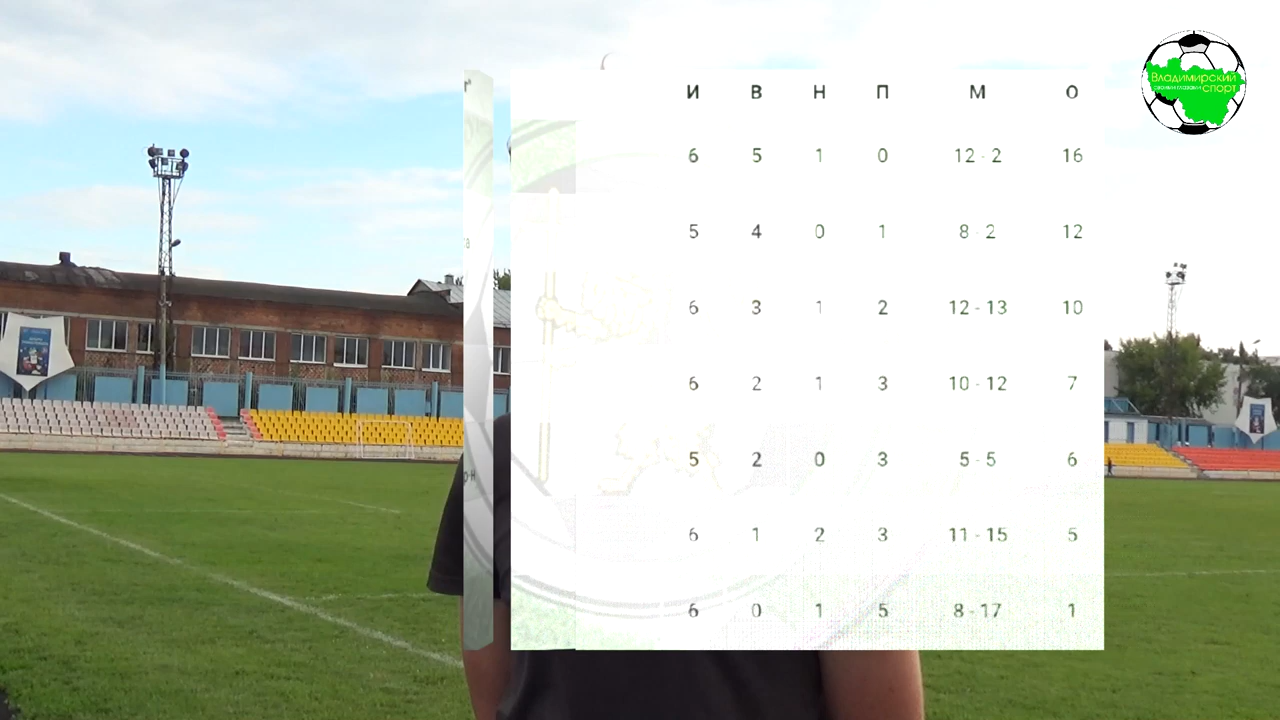 Владимирский
своими глазами спорт
И В Н П М О
6 5 1 0 12 - 2 16
5 4 0 1 8 - 2 12
6 3 1 2 12 - 13 10
6 2 1 3 10 - 12 7
5 2 0 3 5 - 5 6
6 1 2 3 11 - 15 5
6 0 1 5 8 - 17 1